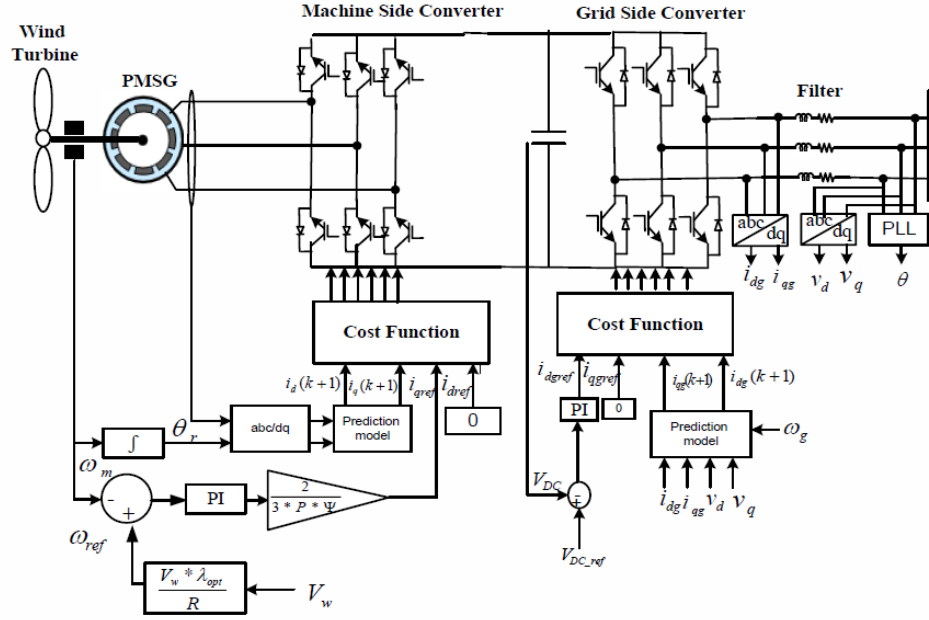 Machine Side Converter
Grid Side Converter
Wind
Turbine
PMSG
Filter
abc
dq
abc
dq
PLL
i_dg i_qg v_d v_q θ
Cost Function
Cost Function
i_d(k+1) i_q(k+1) i_qref i_dref
i_dgref i_qgref i_qg(k+1) i_dg(k+1)
0
PI
0
∫
θ_r
abc/dq
Prediction
model
Prediction
model
ω_g
ω_m
-
+
PI
2
3 * P * Ψ
V_DC
-
+
i_dg i_qg v_d v_q
ω_ref
V_DC_ref
V_w * λ_opt
R
V_w